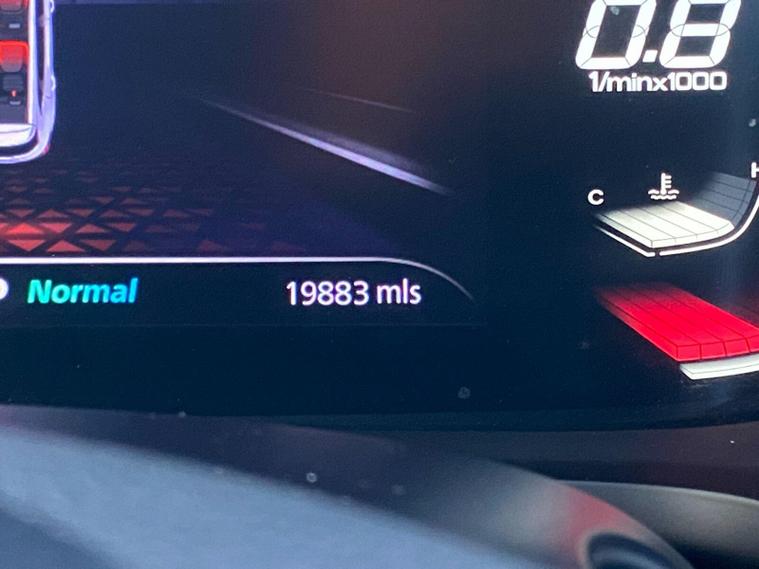 0.8
1/minx1000
C
H
Normal
19883 mls